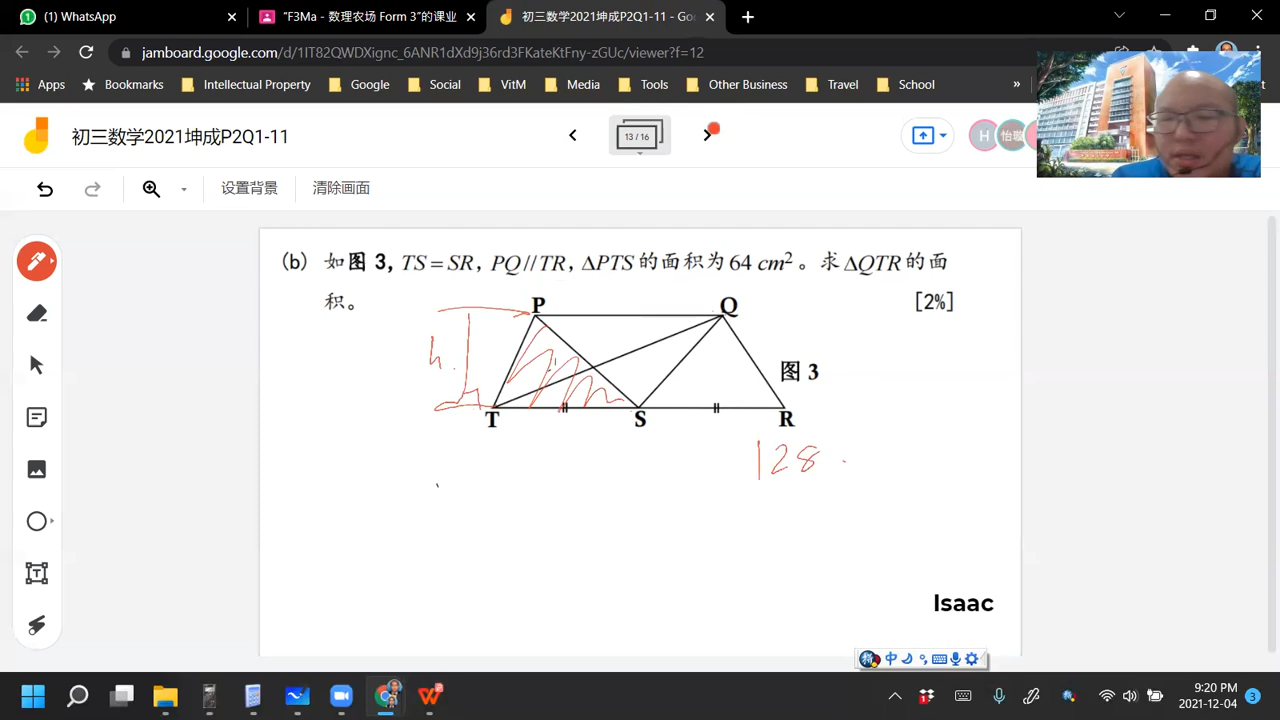 (1) WhatsApp
"F3Ma - 数理农场 Form 3"的课业
初三数学2021坤成P2Q1-11 - Go
jamboard.google.com/d/1IT82QWDXignc_6ANR1dXd9j36rd3FKateKtFny-zGUc/viewer?f=12
Apps
Bookmarks
Intellectual Property
Google
Social
VitM
Media
Tools
Other Business
Travel
School
»
初三数学2021坤成P2Q1-11
13 / 16
H
怡璇
设置背景
清除画面
(b) 如图 3, TS = SR, PQ // TR, ΔPTS 的面积为 64 cm². 求 ΔQTR 的面
积。 [2%]
P
Q
h
图 3
T
S
R
128
Isaac
中
9:20 PM
2021-12-04
3